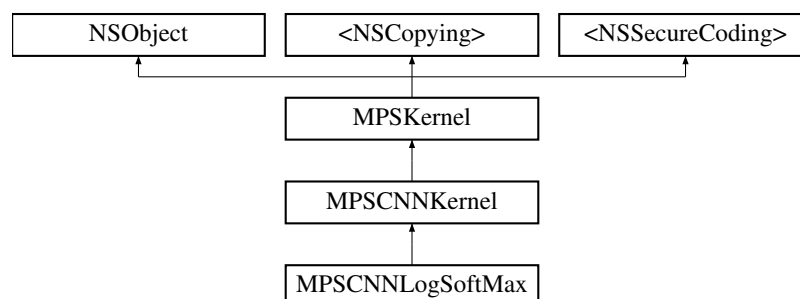 NSObject
<NSCopying>
<NSSecureCoding>
MPSKernel
MPSCNNKernel
MPSCNNLogSoftMax